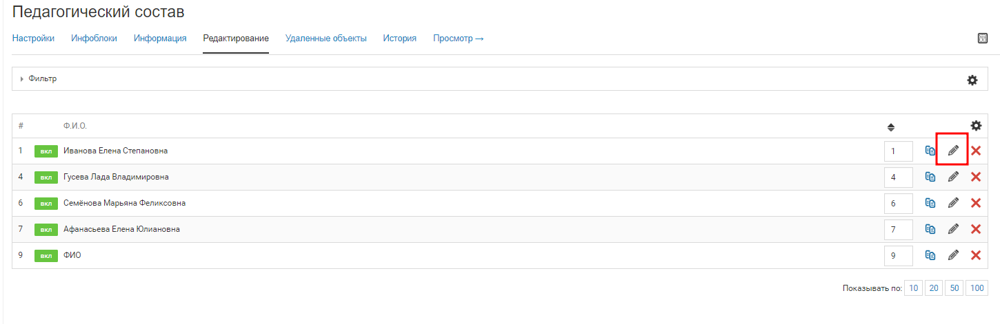 Педагогический состав
Настройки Инфоблоки Информация Редактирование Удаленные объекты История Просмотр →
Фильтр
# Ф.И.О.
1 вкл Иванова Елена Степановна 1
4 вкл Гусева Лада Владимировна 4
6 вкл Семёнова Марьяна Феликсовна 6
7 вкл Афанасьева Елена Юлиановна 7
9 вкл ФИО 9
Показывать по: 10 20 50 100